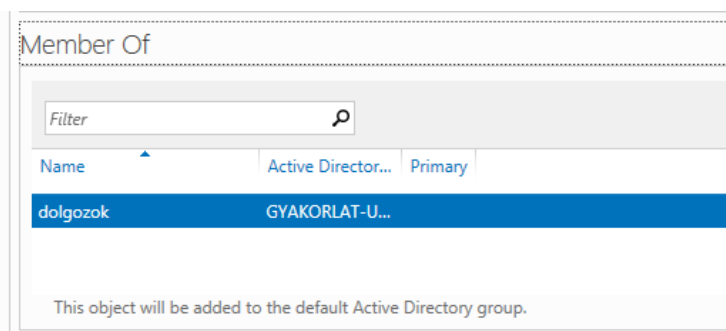 Member Of
Filter
Name Active Director... Primary
dolgozok GYAKORLAT-U...
This object will be added to the default Active Directory group.